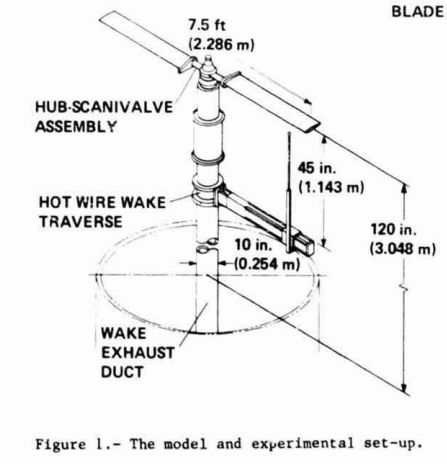 BLADE
7.5 ft
(2.286 m)
HUB-SCANIVALVE
ASSEMBLY
45 in.
(1.143 m)
HOT WIRE WAKE
TRAVERSE
120 in.
(3.048 m)
10 in.
(0.254 m)
WAKE
EXHAUST
DUCT
Figure 1.- The model and experimental set-up.